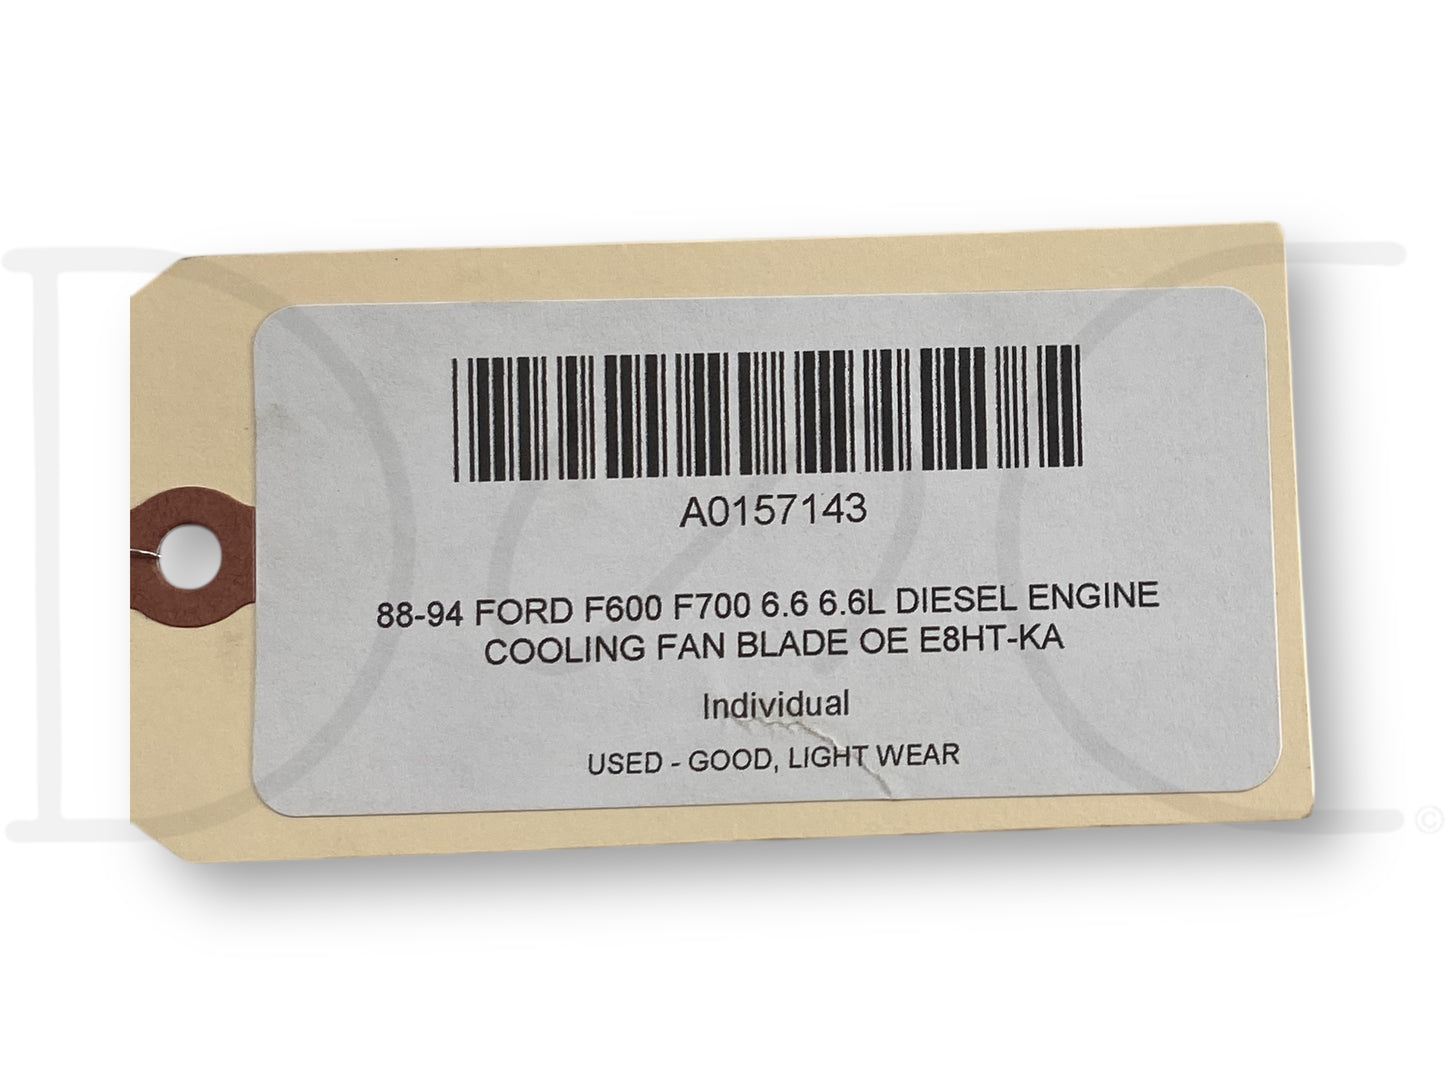 A0157143
88-94 FORD F600 F700 6.6 6.6L DIESEL ENGINE
COOLING FAN BLADE OE E8HT-KA
Individual
USED - GOOD, LIGHT WEAR
©